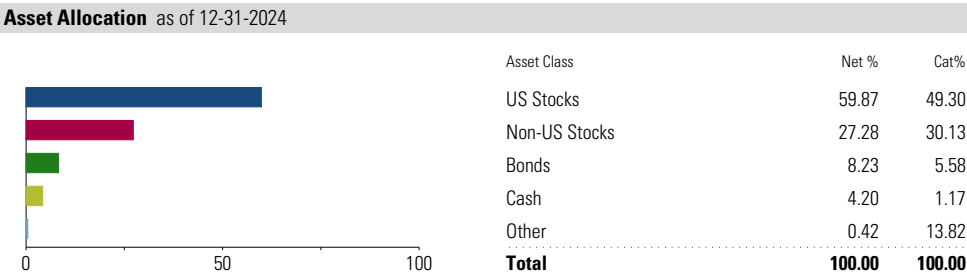 Asset Allocation as of 12-31-2024
Asset Class Net % Cat%
US Stocks 59.87 49.30
Non-US Stocks 27.28 30.13
Bonds 8.23 5.58
Cash 4.20 1.17
Other 0.42 13.82
0 50 100
Total 100.00 100.00